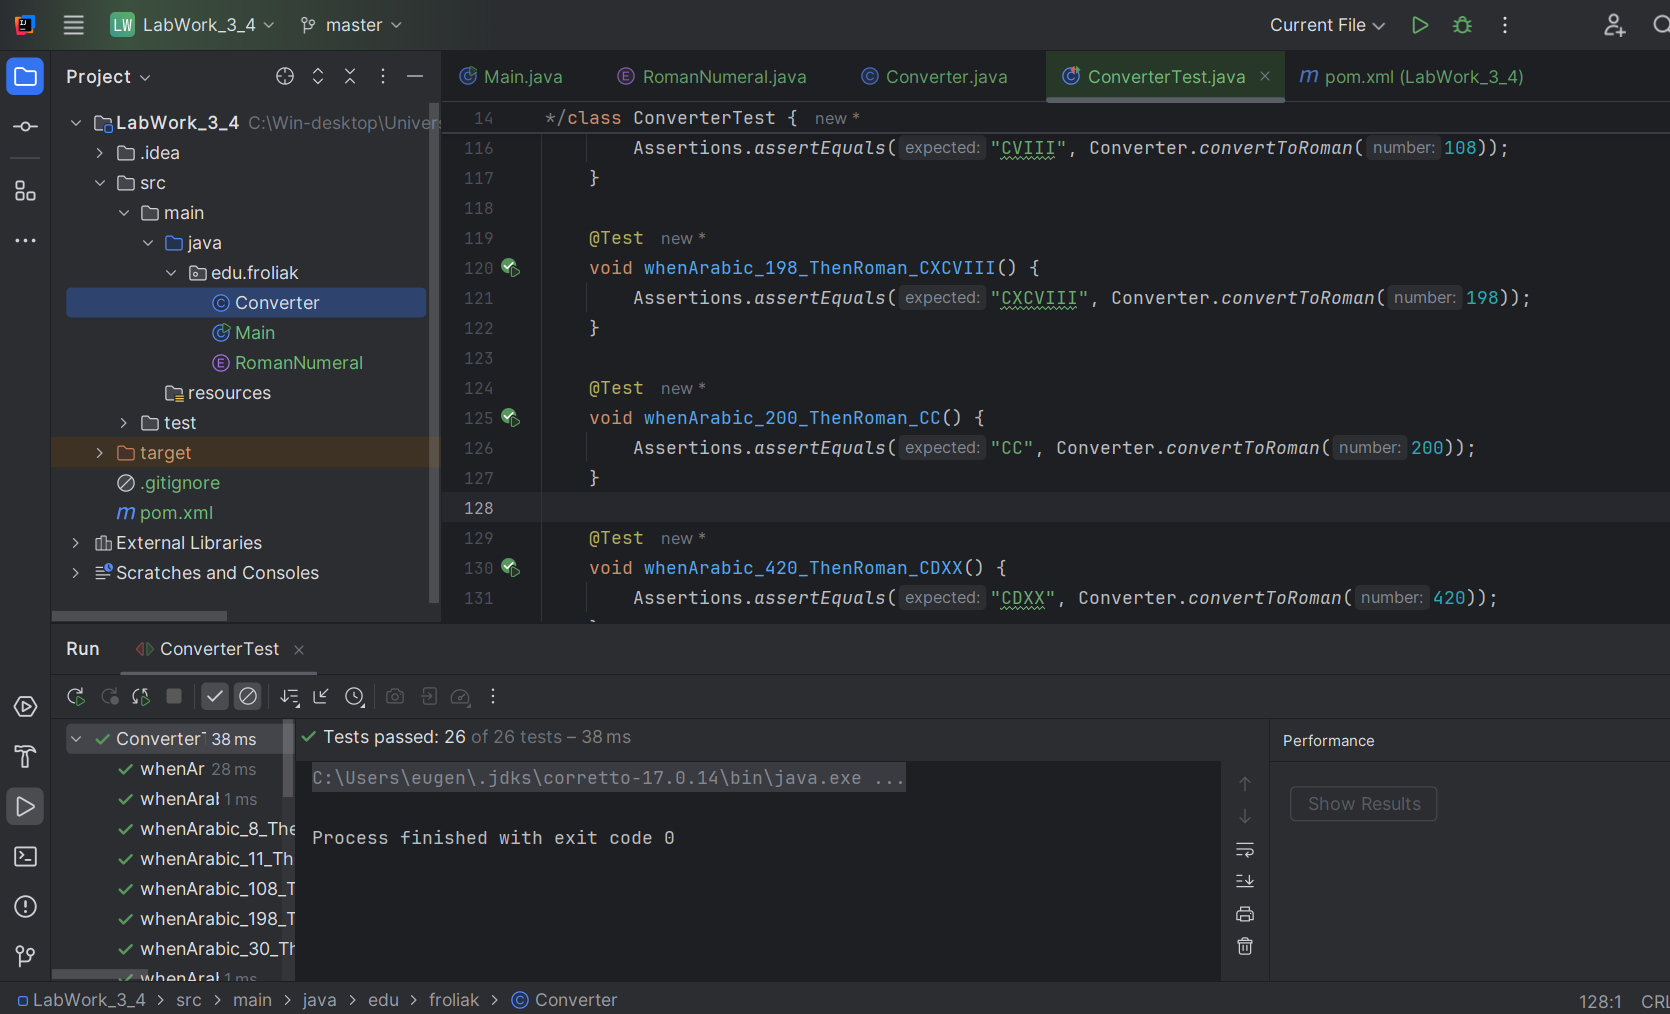 LW LabWork_3_4 master Current File
Project
Main.java RomanNumeral.java Converter.java ConverterTest.java pom.xml (LabWork_3_4)
LabWork_3_4 C:\Win-desktop\Univers
.idea
src
main
java
edu.froliak
Converter
Main
RomanNumeral
resources
test
target
.gitignore
pom.xml
External Libraries
Scratches and Consoles
14 */class ConverterTest { new *
116 Assertions.assertEquals( expected: "CVIII", Converter.convertToRoman( number: 108));
117 }
118
119 @Test new *
120 void whenArabic_198_ThenRoman_CXCVIII() {
121 Assertions.assertEquals( expected: "CXCVIII", Converter.convertToRoman( number: 198));
122 }
123
124 @Test new *
125 void whenArabic_200_ThenRoman_CC() {
126 Assertions.assertEquals( expected: "CC", Converter.convertToRoman( number: 200));
127 }
128
129 @Test new *
130 void whenArabic_420_ThenRoman_CDXX() {
131 Assertions.assertEquals( expected: "CDXX", Converter.convertToRoman( number: 420));
Run ConverterTest
Converter 38 ms
whenAr 28 ms
whenAral 1 ms
whenArabic_8_The
whenArabic_11_Th
whenArabic_108_T
whenArabic_198_T
whenArabic_30_Th
whenAral 1 ms
Tests passed: 26 of 26 tests – 38 ms
C:\Users\eugen\.jdks\corretto-17.0.14\bin\java.exe ...
Process finished with exit code 0
Performance
Show Results
LabWork_3_4 > src > main > java > edu > froliak > Converter
128:1 CRL